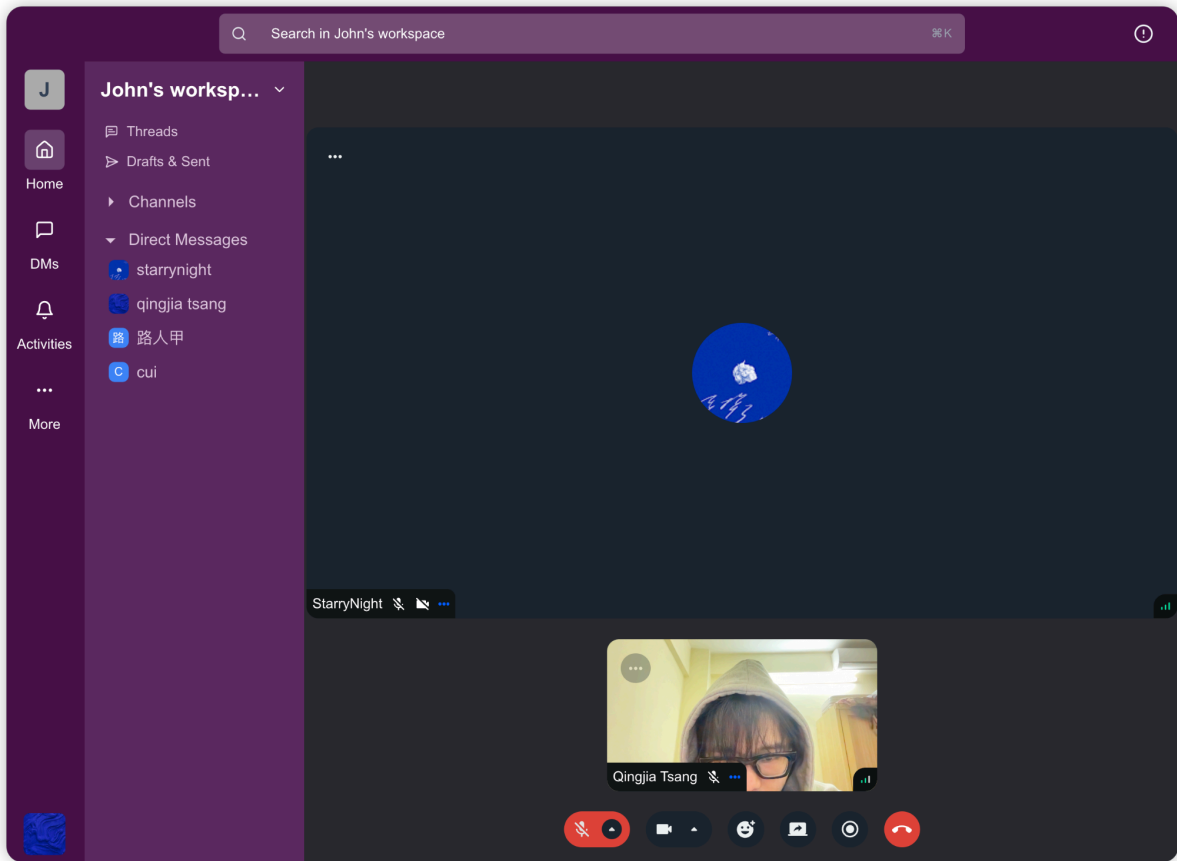 Search in John's workspace
⌘K
J
John's worksp...
Threads
Drafts & Sent
Home
Channels
Direct Messages
DMs
starrynight
qingjia tsang
Activities
路 路人甲
C cui
More
StarryNight
Qingjia Tsang